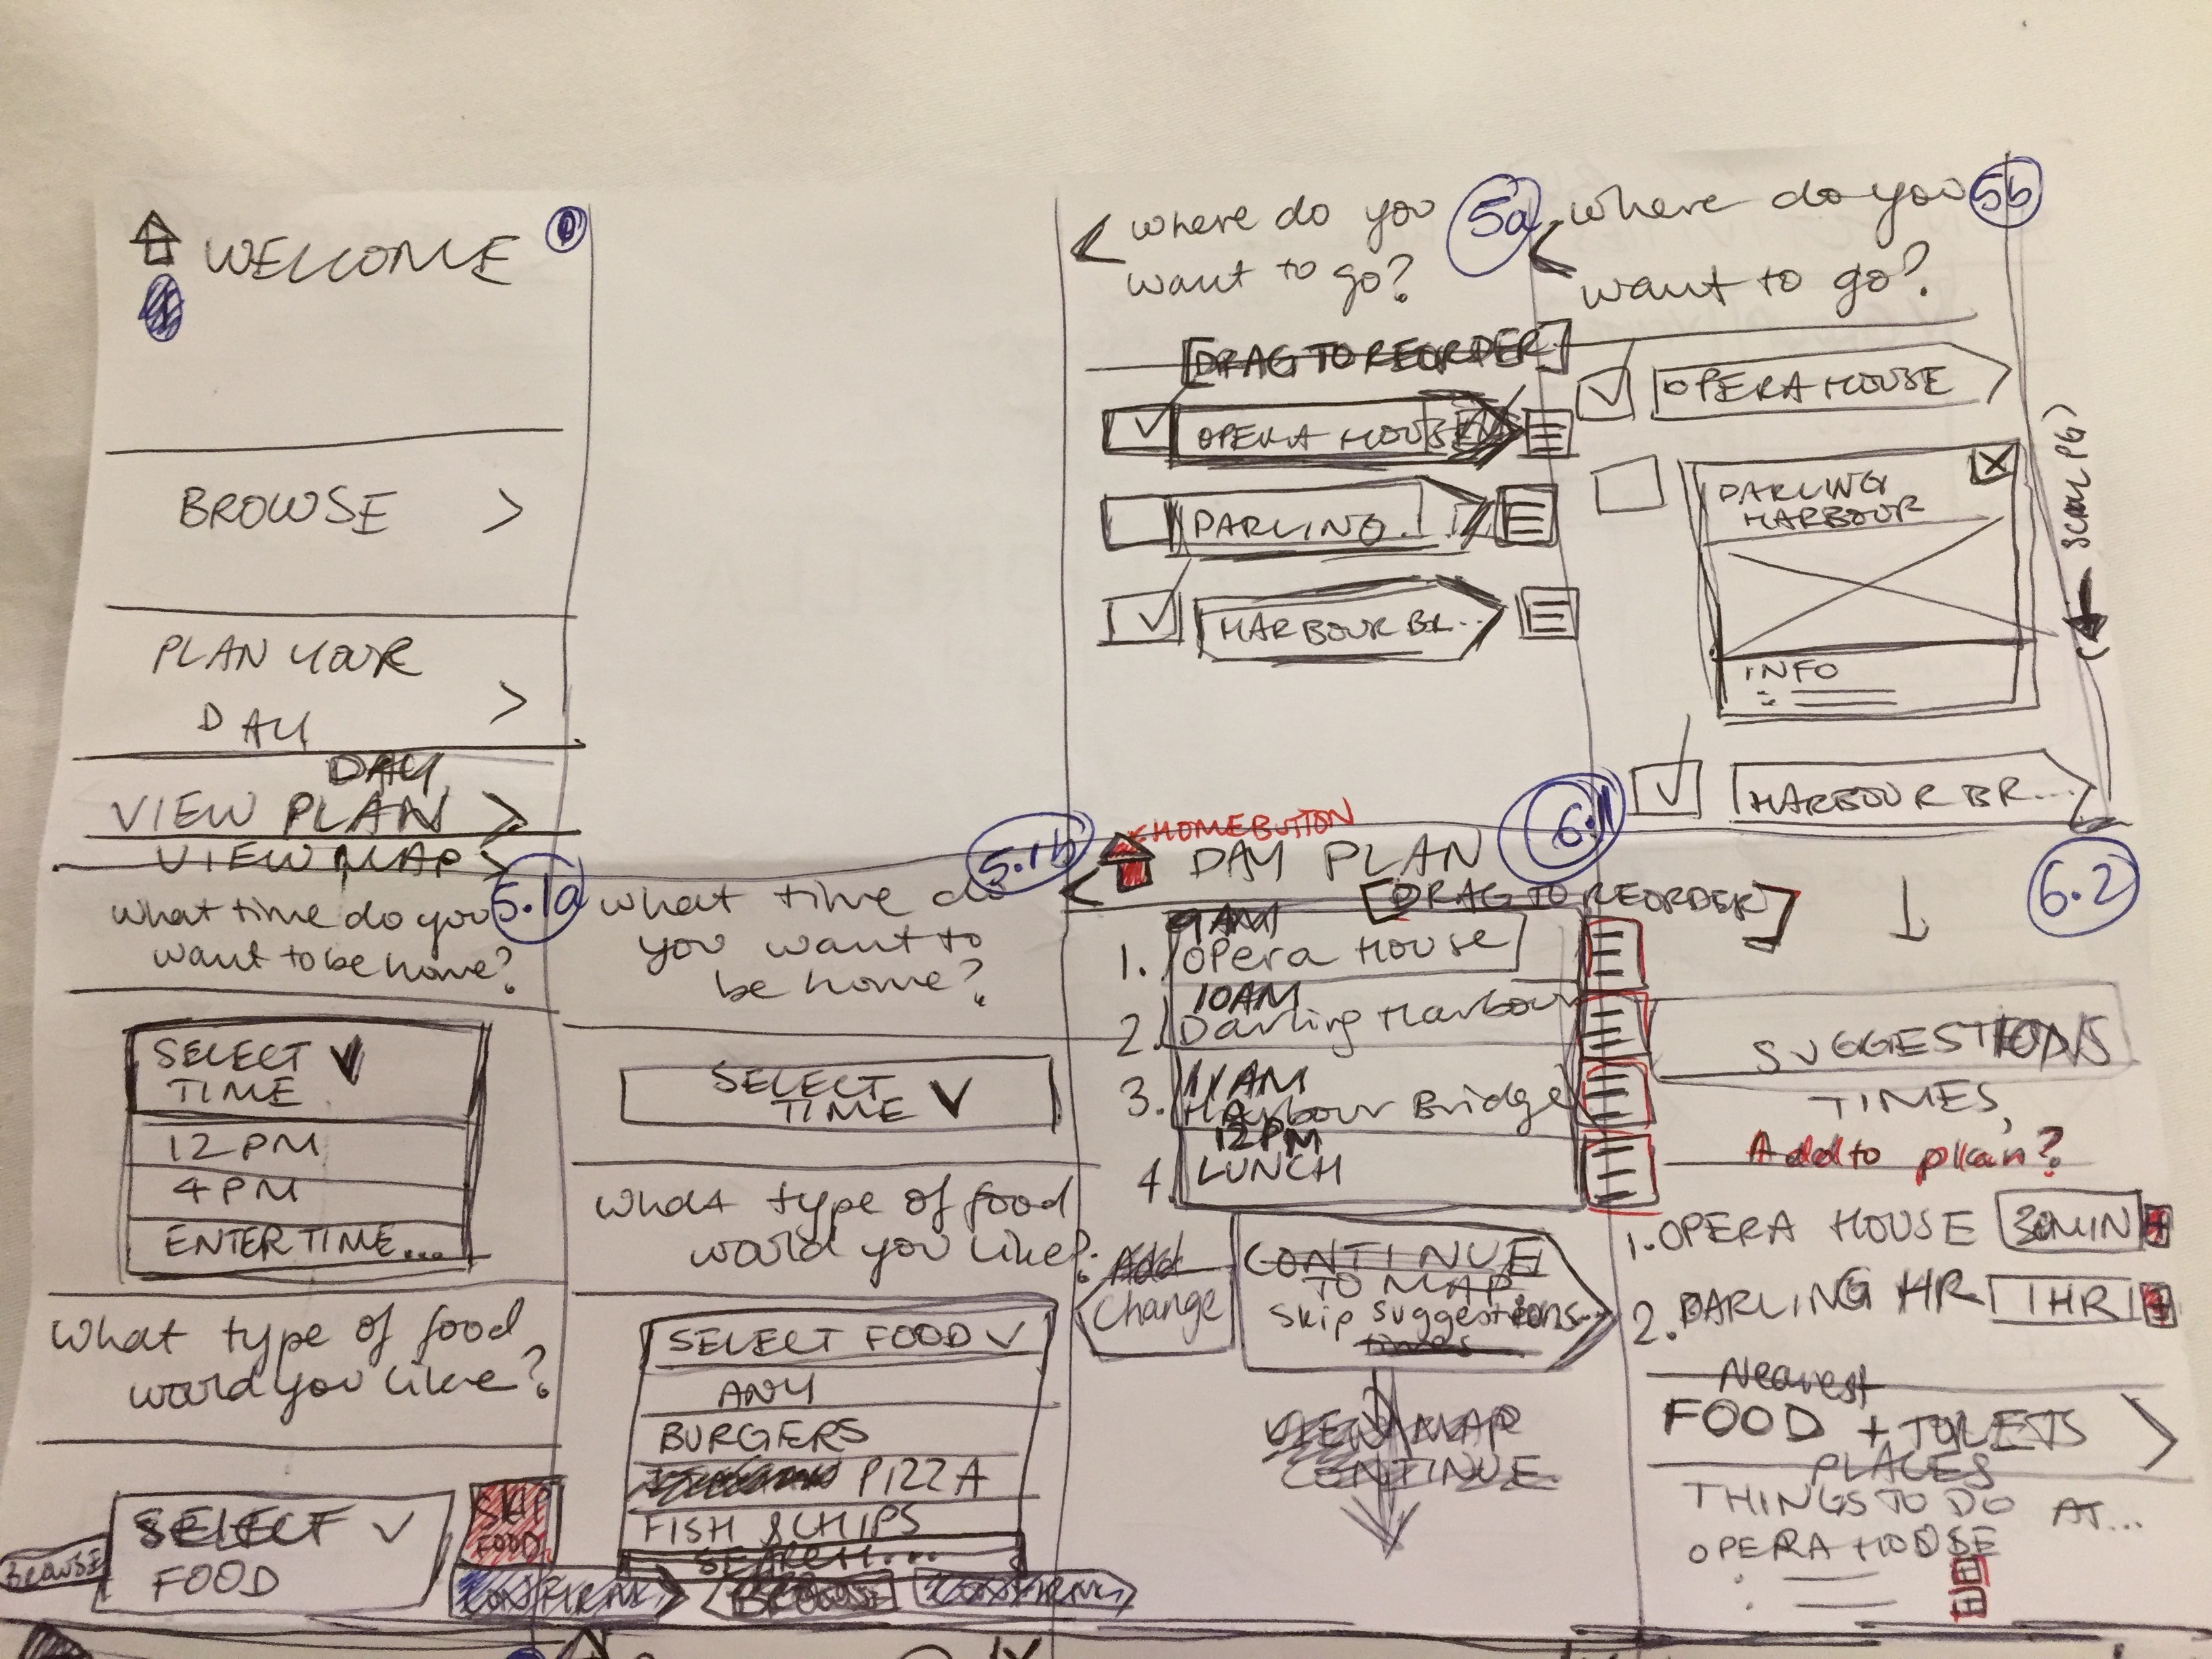 WELCOME
BROWSE >
PLAN YOUR
DAY >
DAY
VIEW PLAN >
VIEW MAP >
< where do you
want to go?
5a
DRAG TO REORDER
OPERA HOUSE
DARLING...
HARBOUR BR...
< where do you
want to go?
5b
OPERA HOUSE
DARLING
HARBOUR
X
INFO
HARBOUR BR...
SCROLL (PG)
5.1a
What time do you
want to be home?
SELECT
TIME V
12 PM
4 PM
ENTER TIME...
What type of food
would you like?
SELECT
FOOD V
BROWSE
SKIP
FOOD
5.1b
What time do
you want to
be home?
SELECT
TIME V
What type of food
would you like?
SELECT FOOD V
ANY
BURGERS
PIZZA
FISH & CHIPS
SEARCH...
HOME BUTTON
< DAY PLAN
6.1
DRAG TO REORDER
1. 9AM Opera House
2. 10AM Darling Harbour
3. 11AM Harbour Bridge
4 12PM LUNCH
Add
Change
CONTINUE
TO MAP
Skip suggestions
VIEW MAP
CONTINUE
6.2
SUGGESTIONS
TIMES
Add to plan?
1. OPERA HOUSE 30MIN +
2. DARLING HR 1HR +
Nearest
FOOD + TOILETS >
PLACES
THINGS TO DO AT...
OPERA HOUSE